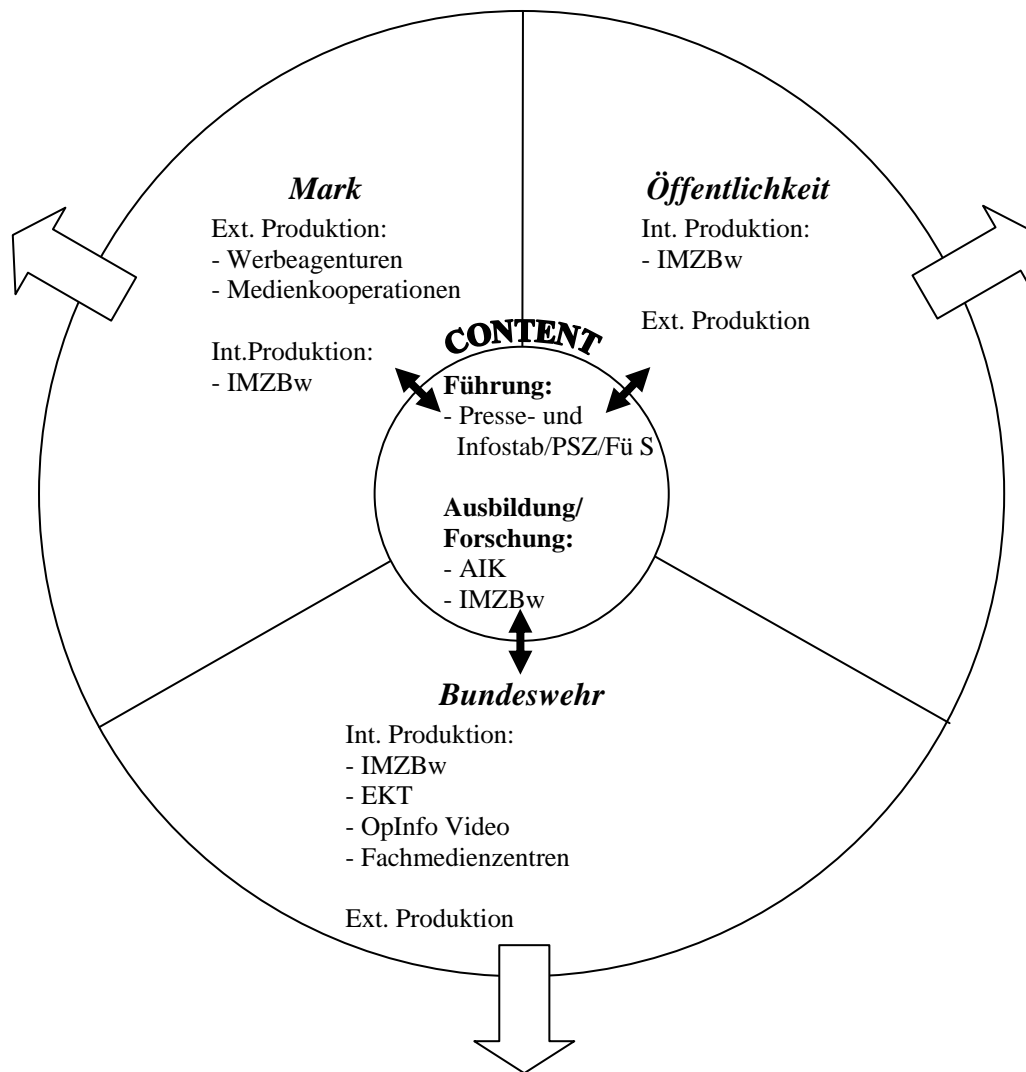 Mark
Ext. Produktion:
- Werbeagenturen
- Medienkooperationen
Int.Produktion:
- IMZBw
Öffentlichkeit
Int. Produktion:
- IMZBw
Ext. Produktion
CONTENT
Führung:
- Presse- und
Infostab/PSZ/Fü S
Ausbildung/
Forschung:
- AIK
- IMZBw
Bundeswehr
Int. Produktion:
- IMZBw
- EKT
- OpInfo Video
- Fachmedienzentren
Ext. Produktion